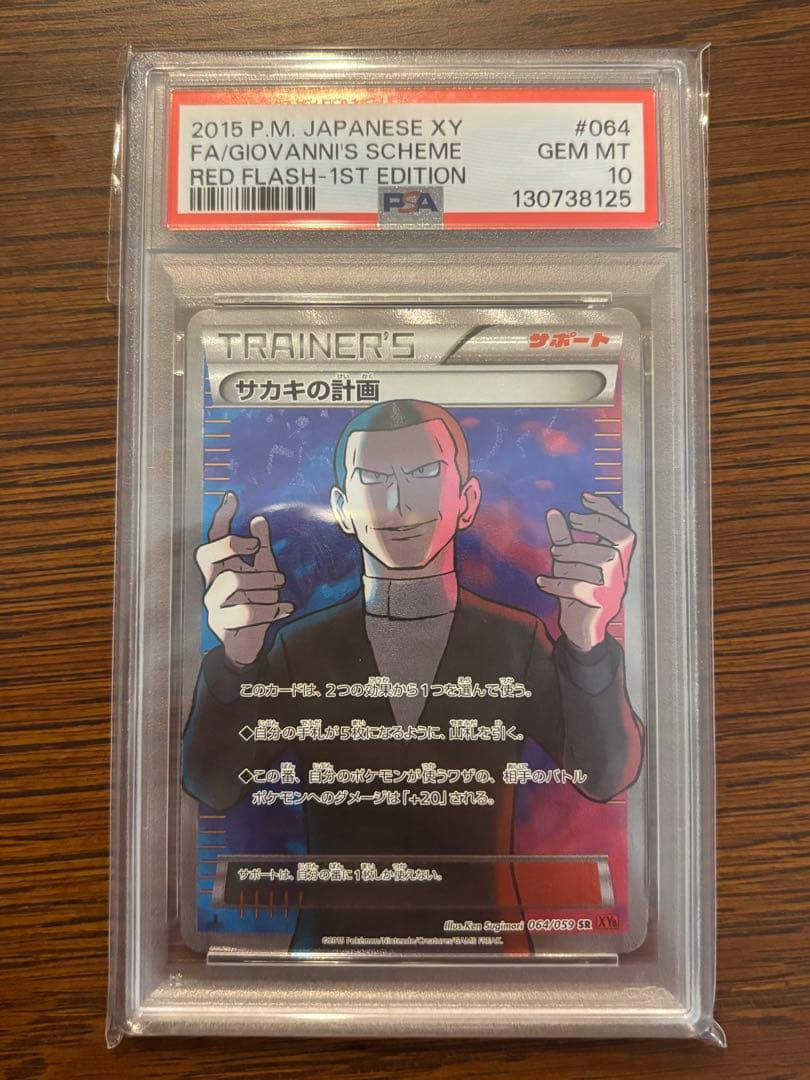 2015 P.M. JAPANESE XY #064
FA/GIOVANNI'S SCHEME GEM MT
RED FLASH-1ST EDITION 10
PSA 130738125
TRAINER'S サポート
サカキの計画
このカードは、2つの効果から1つを選んで使う。
◇自分の手札が5枚になるように、山札を引く。
◇この番、自分のポケモンが使うワザの、相手のバトル
ポケモンへのダメージは「+20」される。
サポートは、自分の番に1枚しか使えない。
Illus.Ken Sugimori 064/059 SR XY8
©2015 Pokémon/Nintendo/Creatures/GAME FREAK.